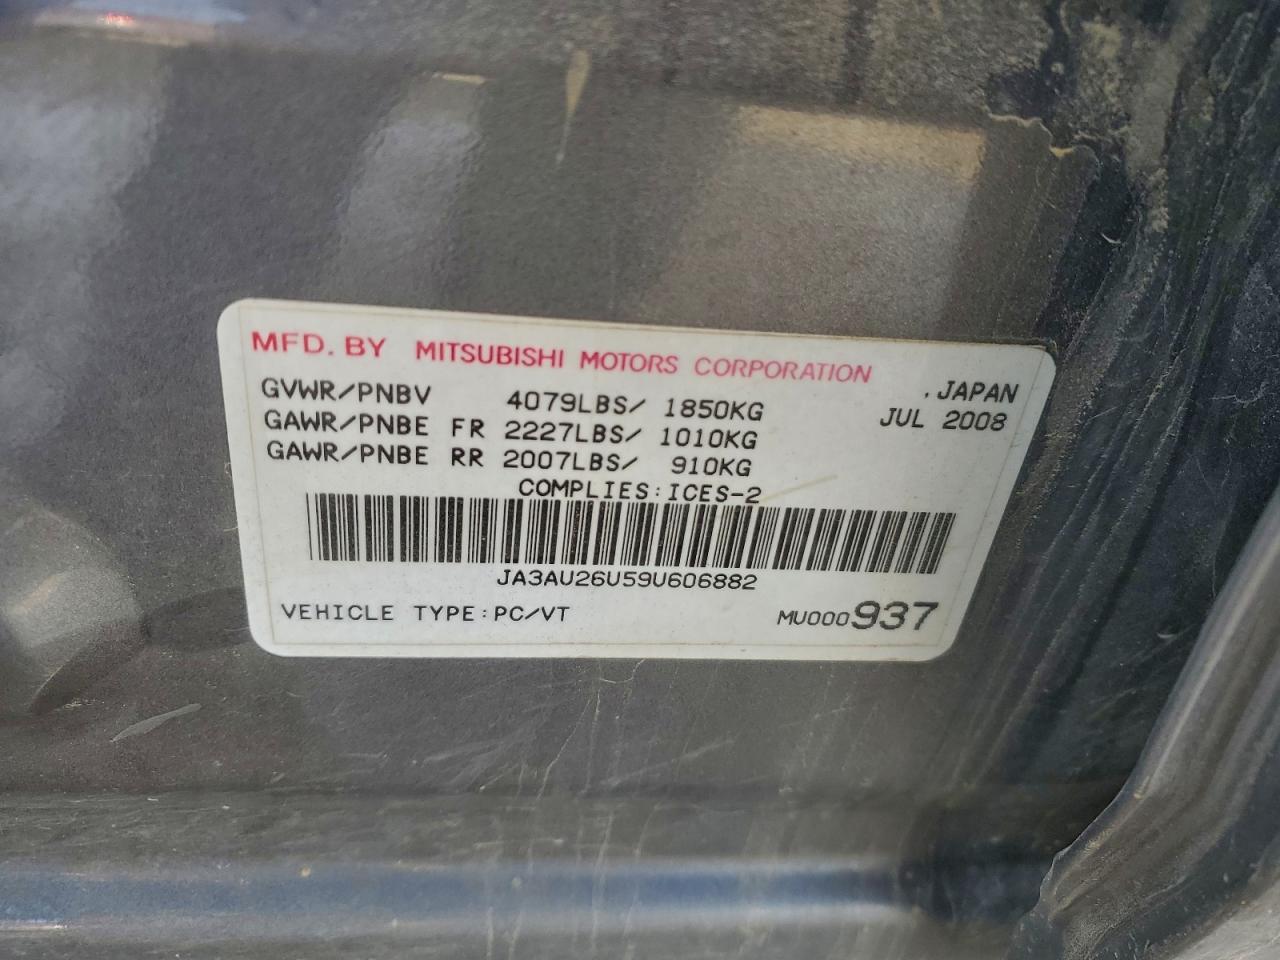 MFD. BY MITSUBISHI MOTORS CORPORATION
GVWR/PNBV 4079LBS/ 1850KG .JAPAN
GAWR/PNBE FR 2227LBS/ 1010KG JUL 2008
GAWR/PNBE RR 2007LBS/ 910KG
COMPLIES:ICES-2
JA3AU26U59U606882
VEHICLE TYPE:PC/VT MU000937